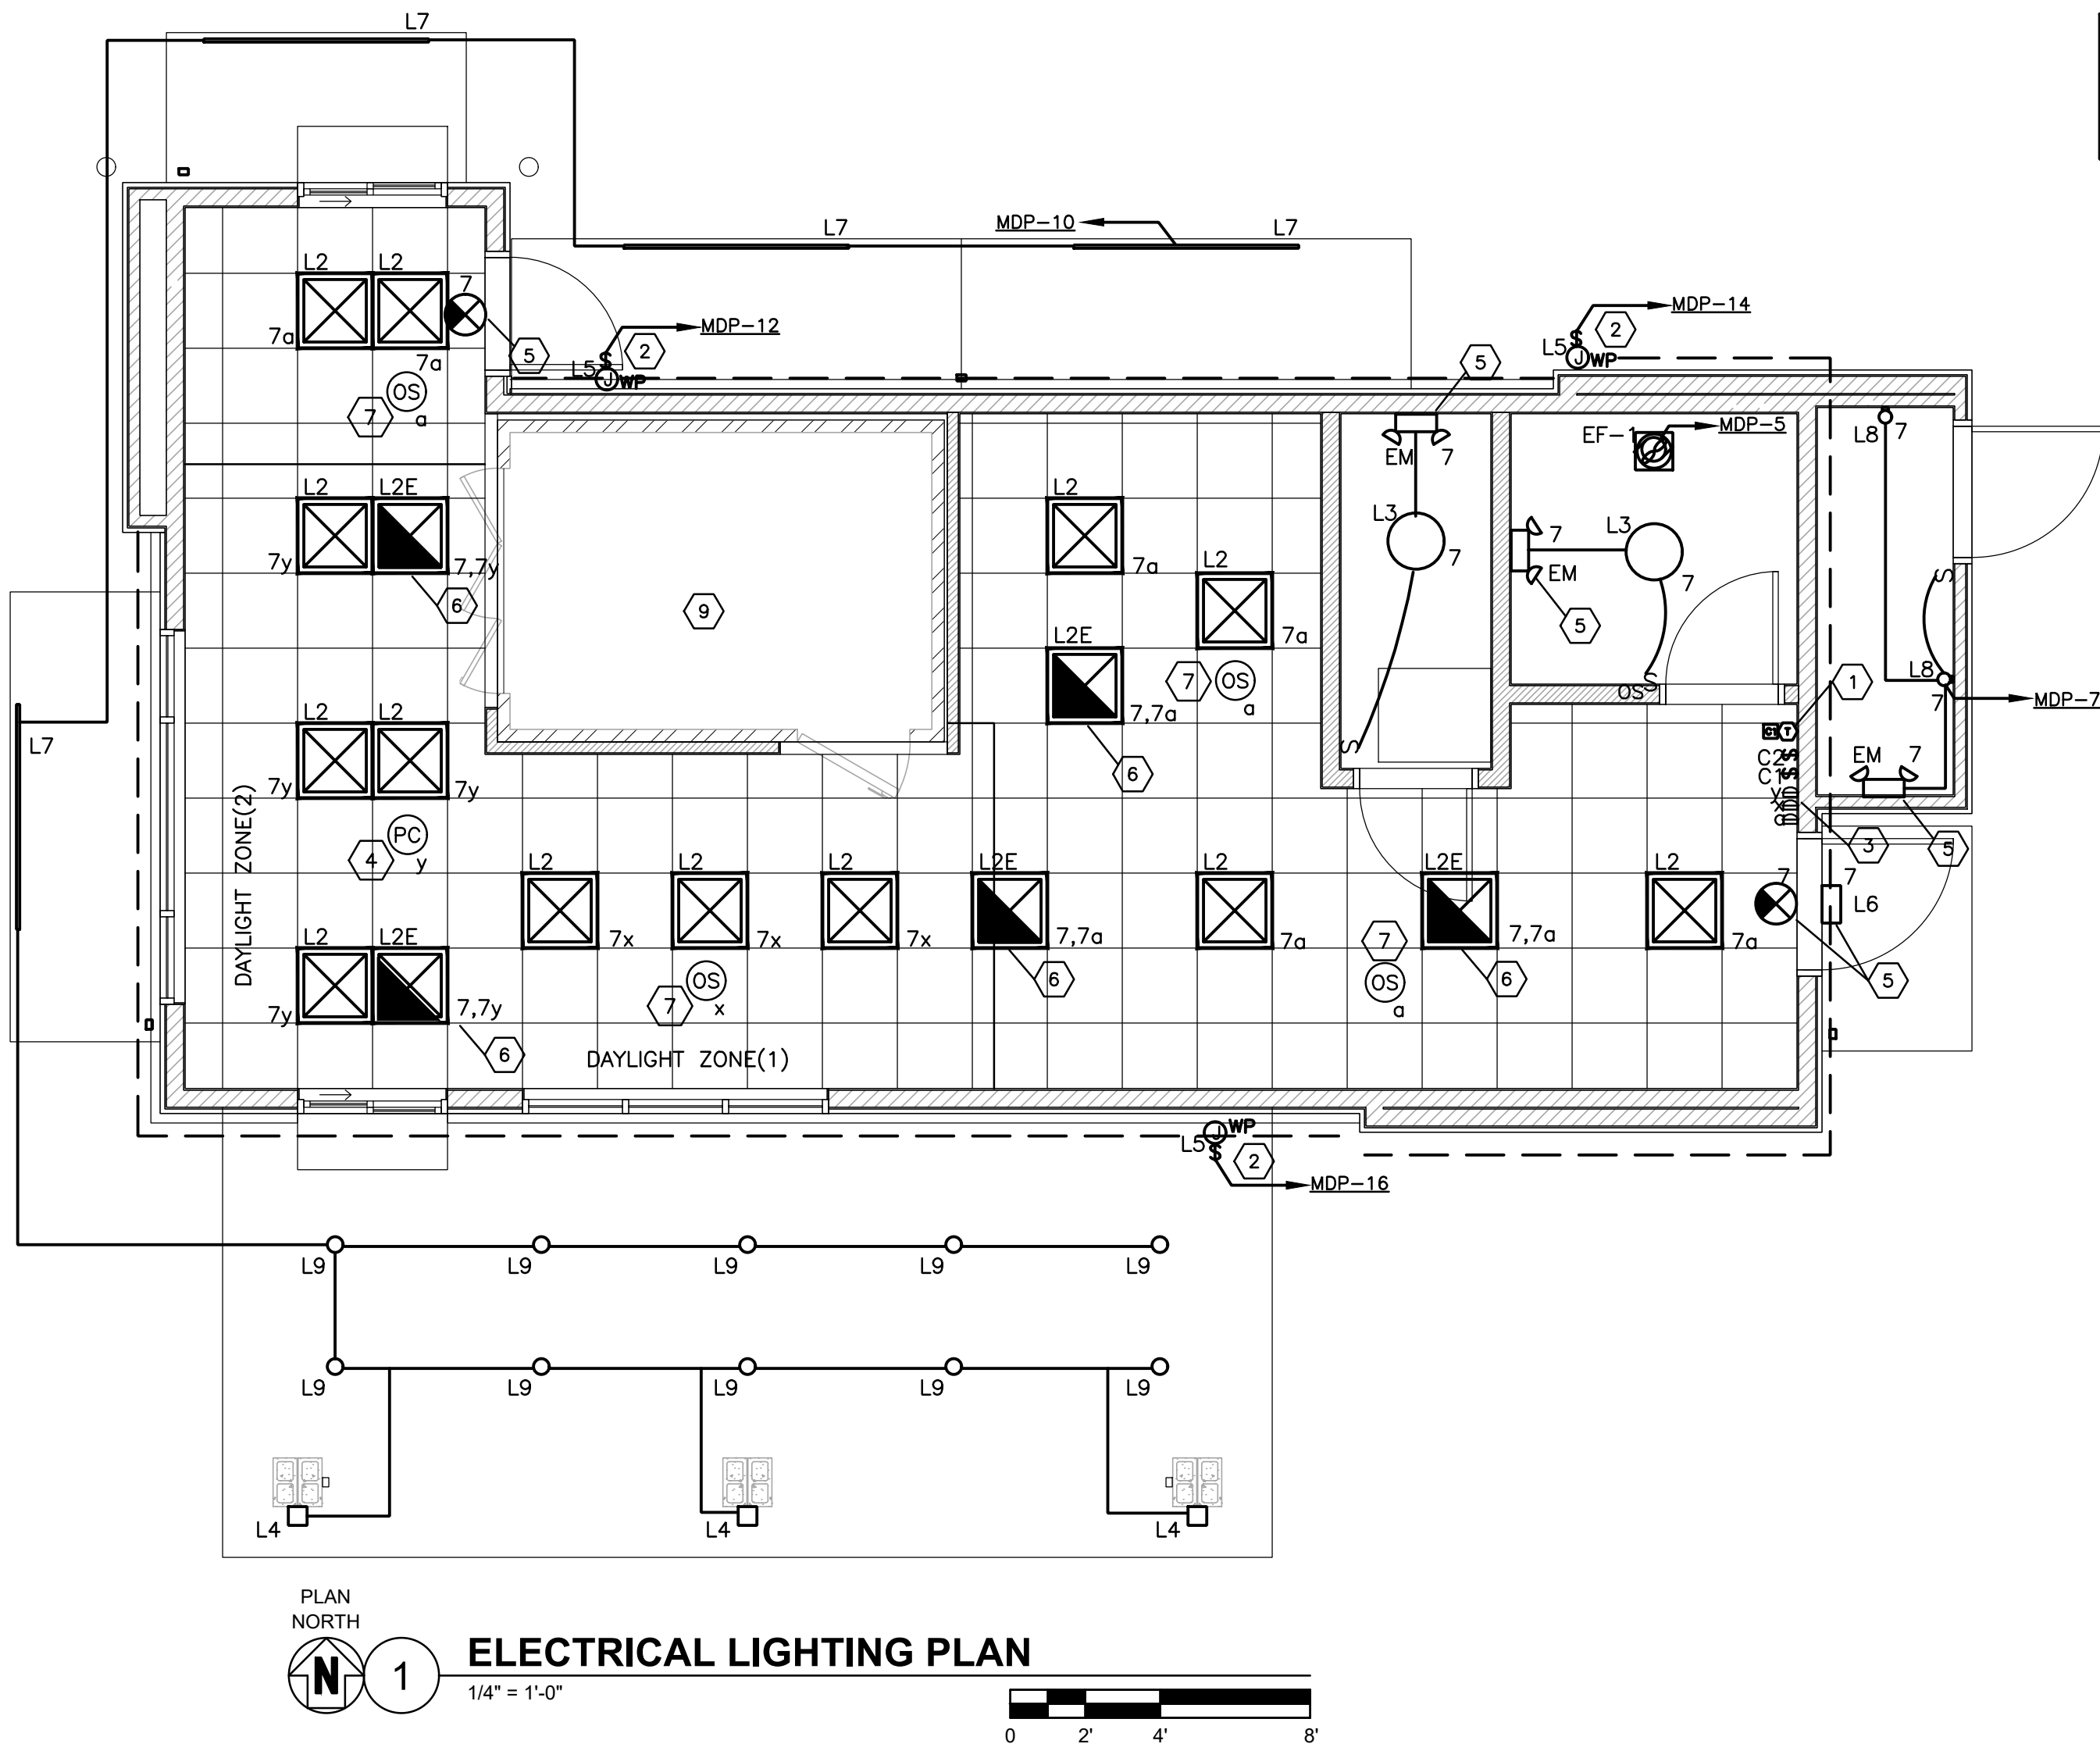 L7
L7
MDP-10
L7
L2
L2
7
7a
7a
OS
7
a
5
MDP-12
2
L5
J
WP
MDP-14
2
L5
J
WP
5
EM
7
EF-1
MDP-5
L8
7
L2
L2E
7y
7,7y
6
9
L2
7a
L2
7a
L2E
7
OS
a
7,7a
6
L3
7
S
7
L3
EM
7
5
OS
S
S
L8
7
MDP-7
1
C1
T
C2
C1
y
x
a
S
S
D
D
D
EM
7
3
5
L7
L2
L2
7y
7y
DAYLIGHT ZONE(2)
PC
4
y
L2
L2
L2
L2E
L2
L2E
L2
7
7
L6
7x
7x
7x
7,7a
7a
7
7,7a
7a
OS
a
6
6
5
L2
L2E
7y
7,7y
6
OS
7
x
DAYLIGHT ZONE(1)
J
WP
L5
2
MDP-16
L9
L9
L9
L9
L9
L9
L9
L9
L9
L9
L4
L4
L4
PLAN
NORTH
N
1
ELECTRICAL LIGHTING PLAN
1/4" = 1'-0"
0
2'
4'
8'